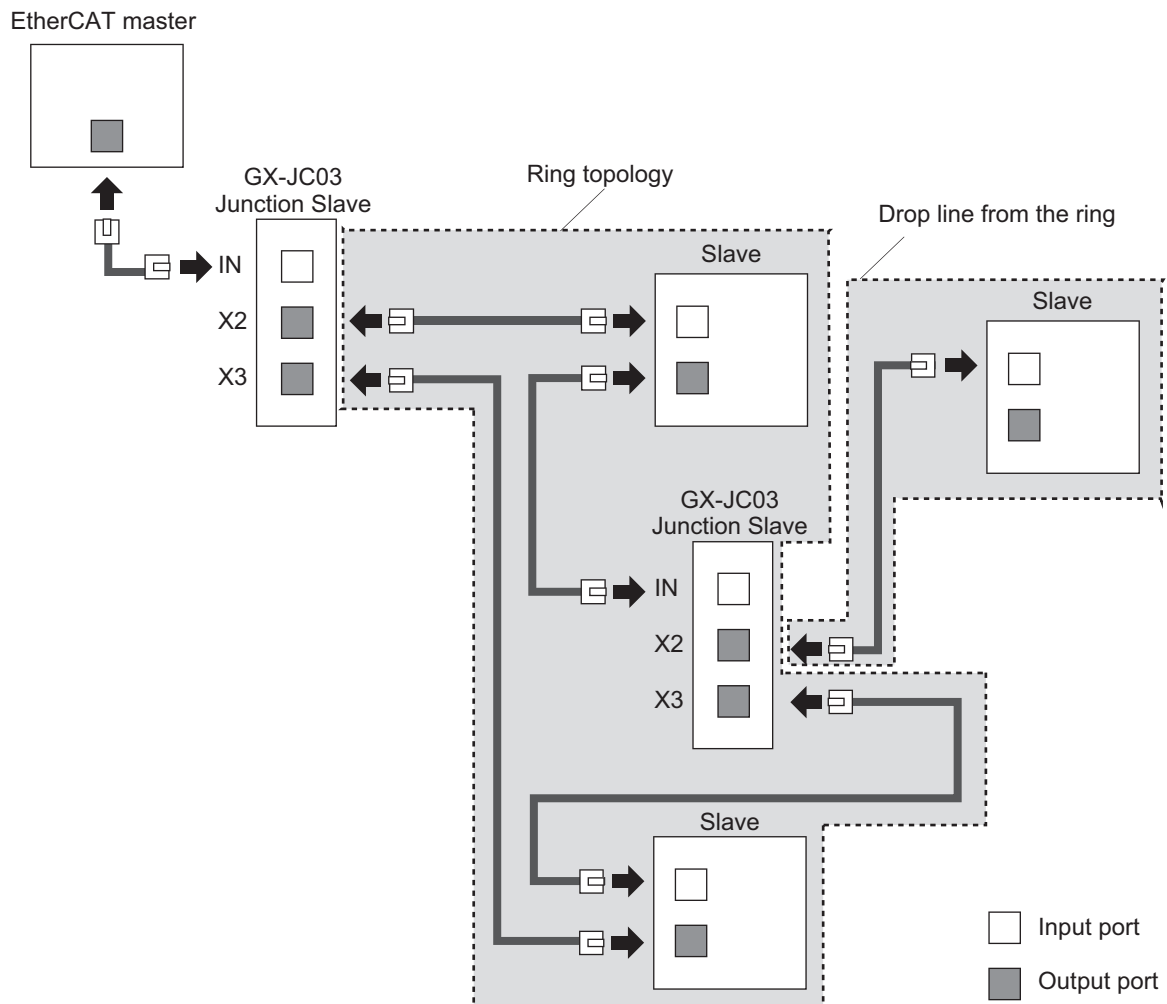 EtherCAT master
GX-JC03
Junction Slave
IN
X2
X3
Ring topology
Slave
Drop line from the ring
Slave
GX-JC03
Junction Slave
IN
X2
X3
Slave
Input port
Output port